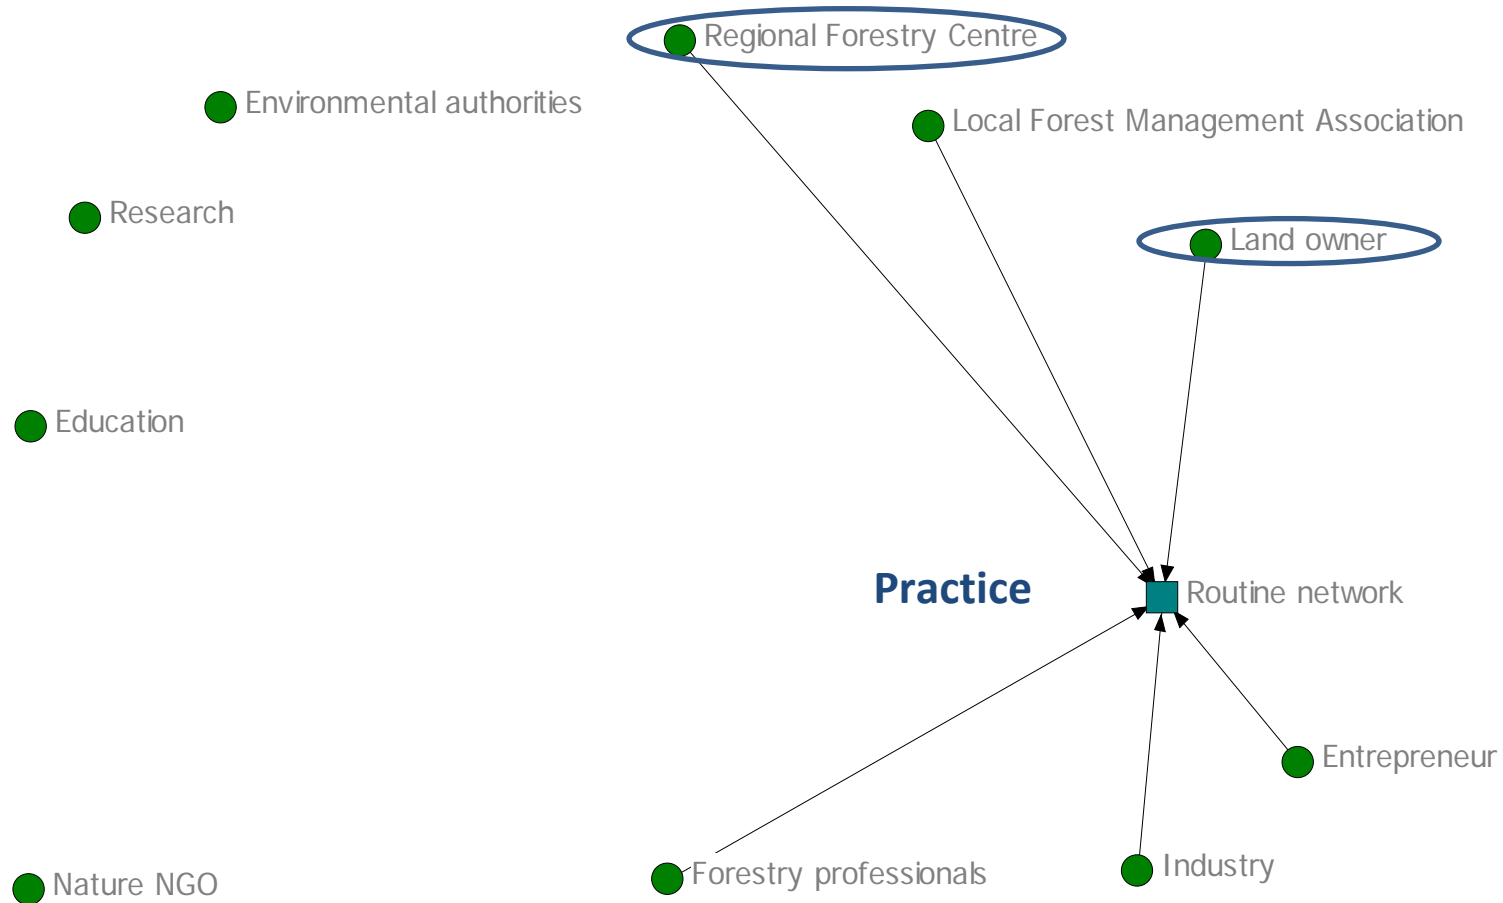 Regional Forestry Centre
Environmental authorities
Local Forest Management Association
Research
Land owner
Education
Practice
Routine network
Entrepreneur
Industry
Forestry professionals
Nature NGO